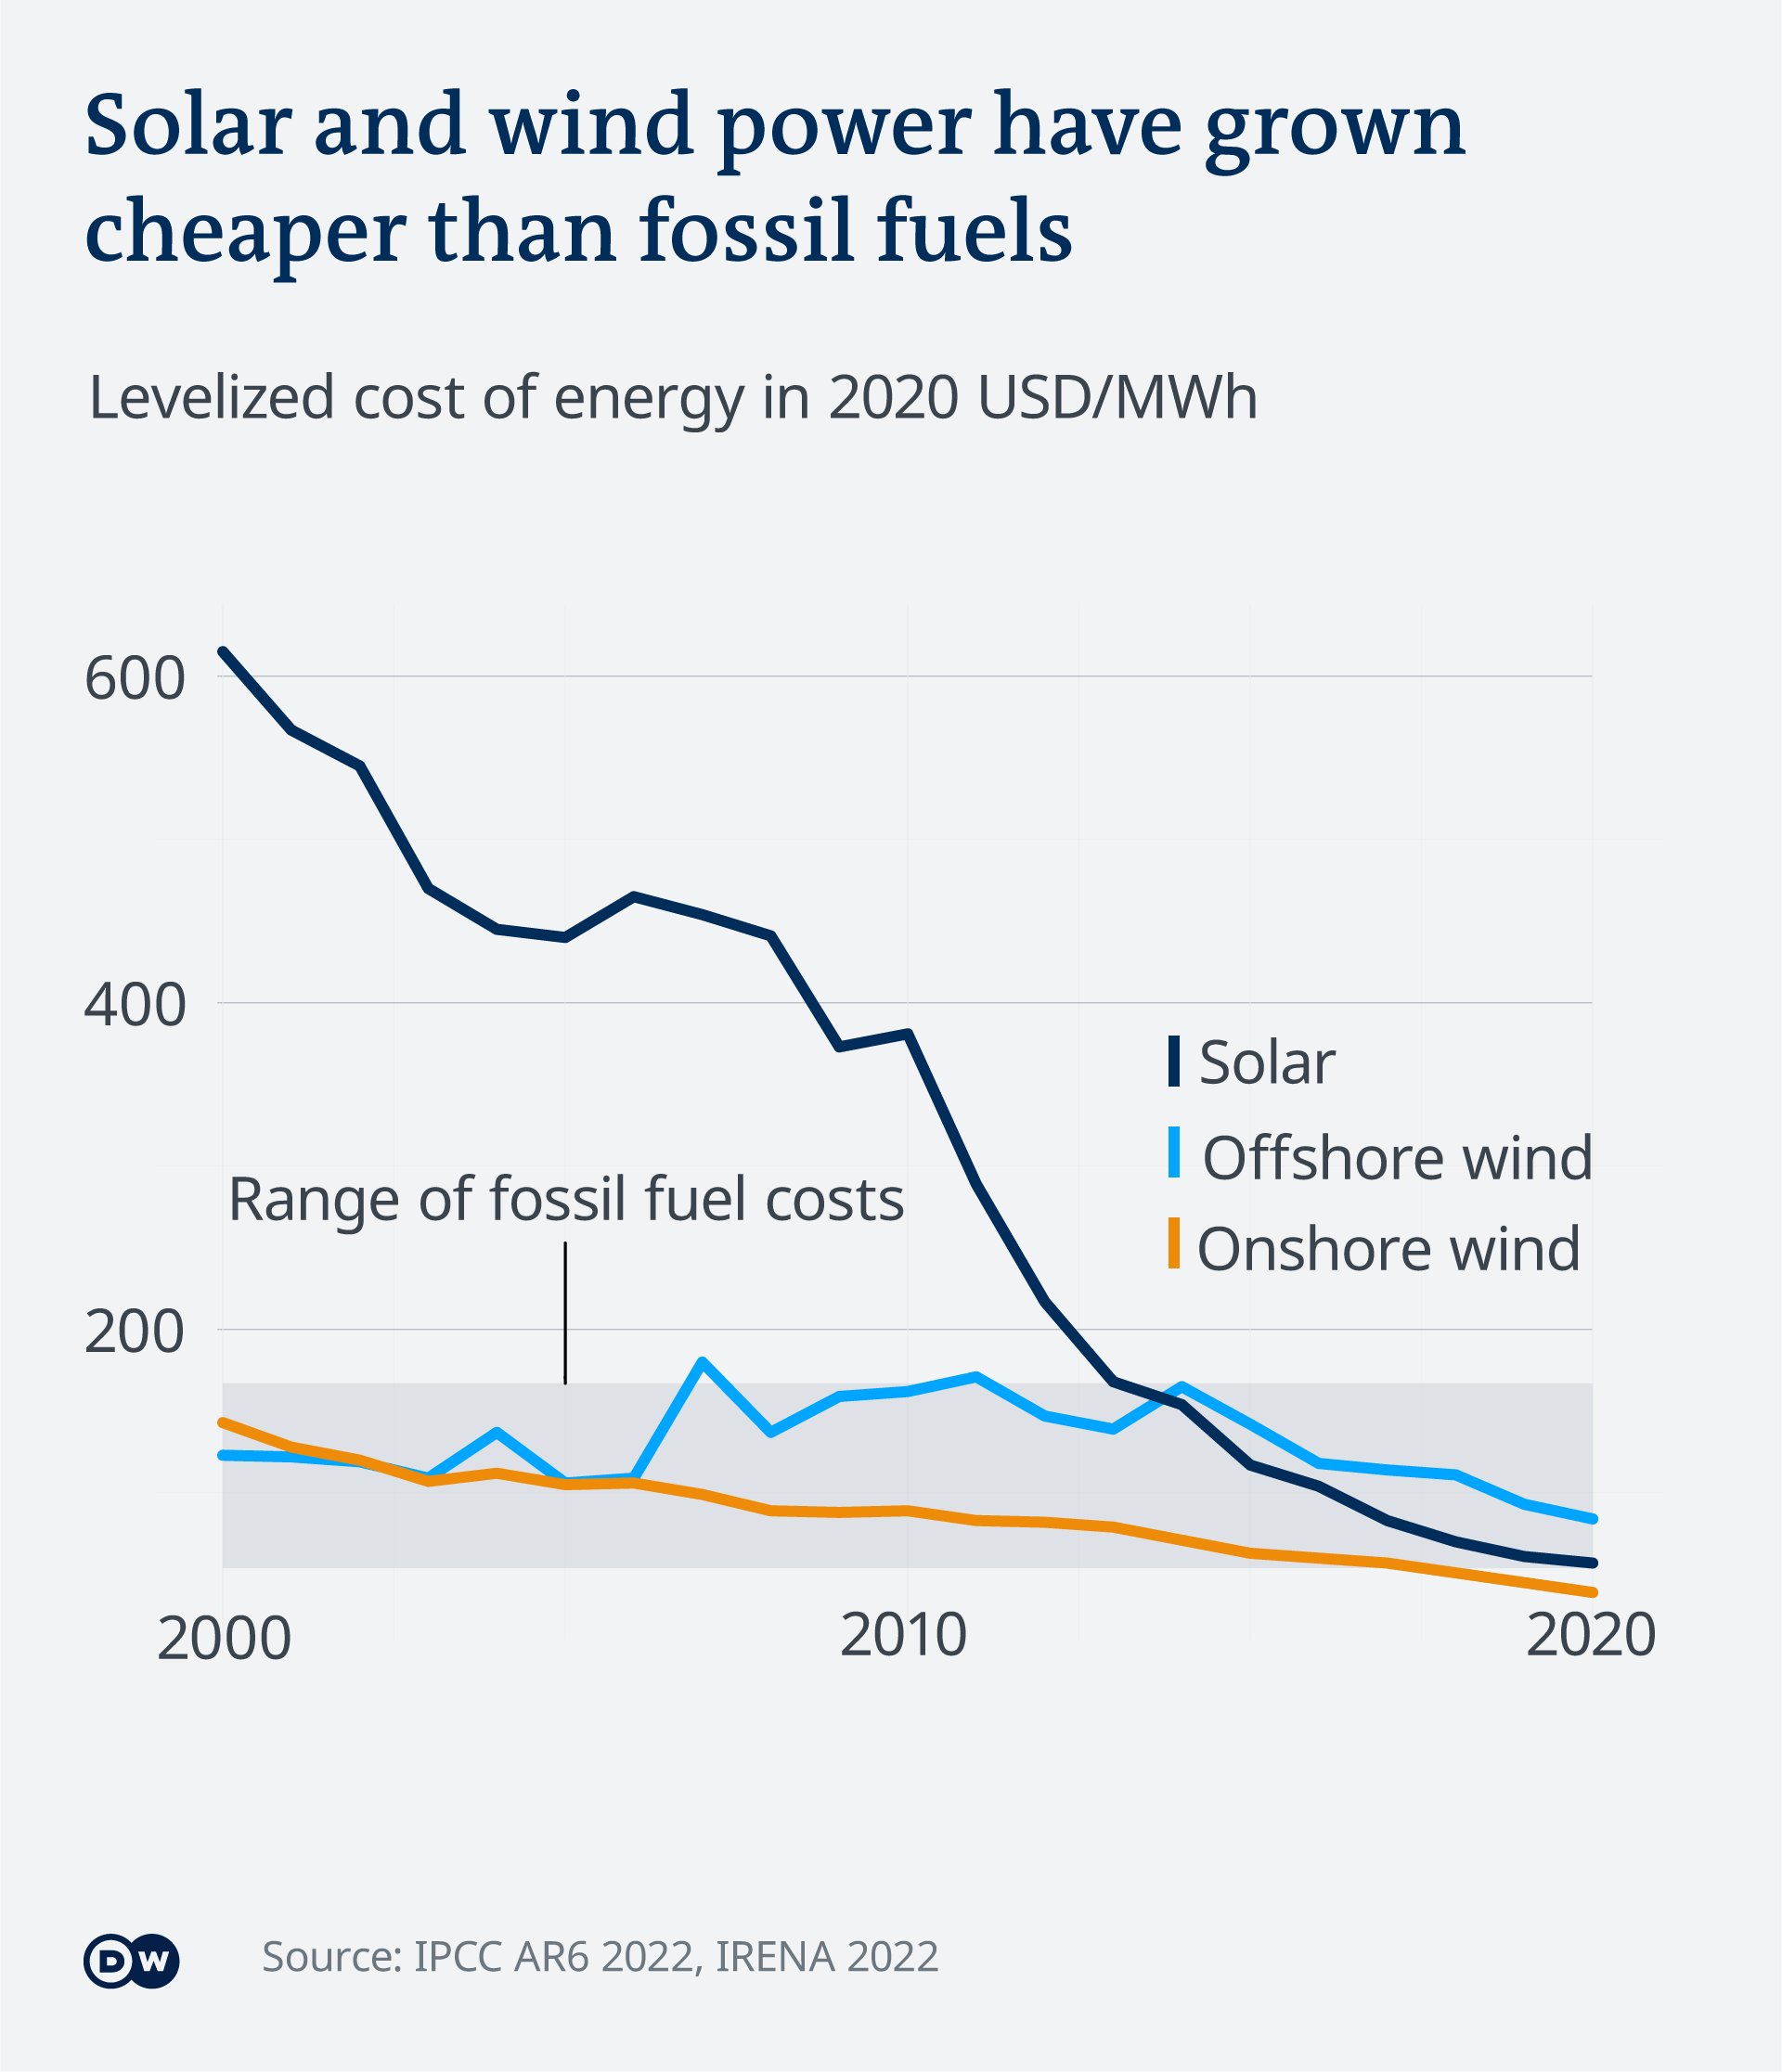 Solar and wind power have grown
cheaper than fossil fuels
Levelized cost of energy in 2020 USD/MWh
600
400
Solar
Offshore wind
Range of fossil fuel costs
Onshore wind
200
2000
2010
2020
DW
Source: IPCC AR6 2022, IRENA 2022